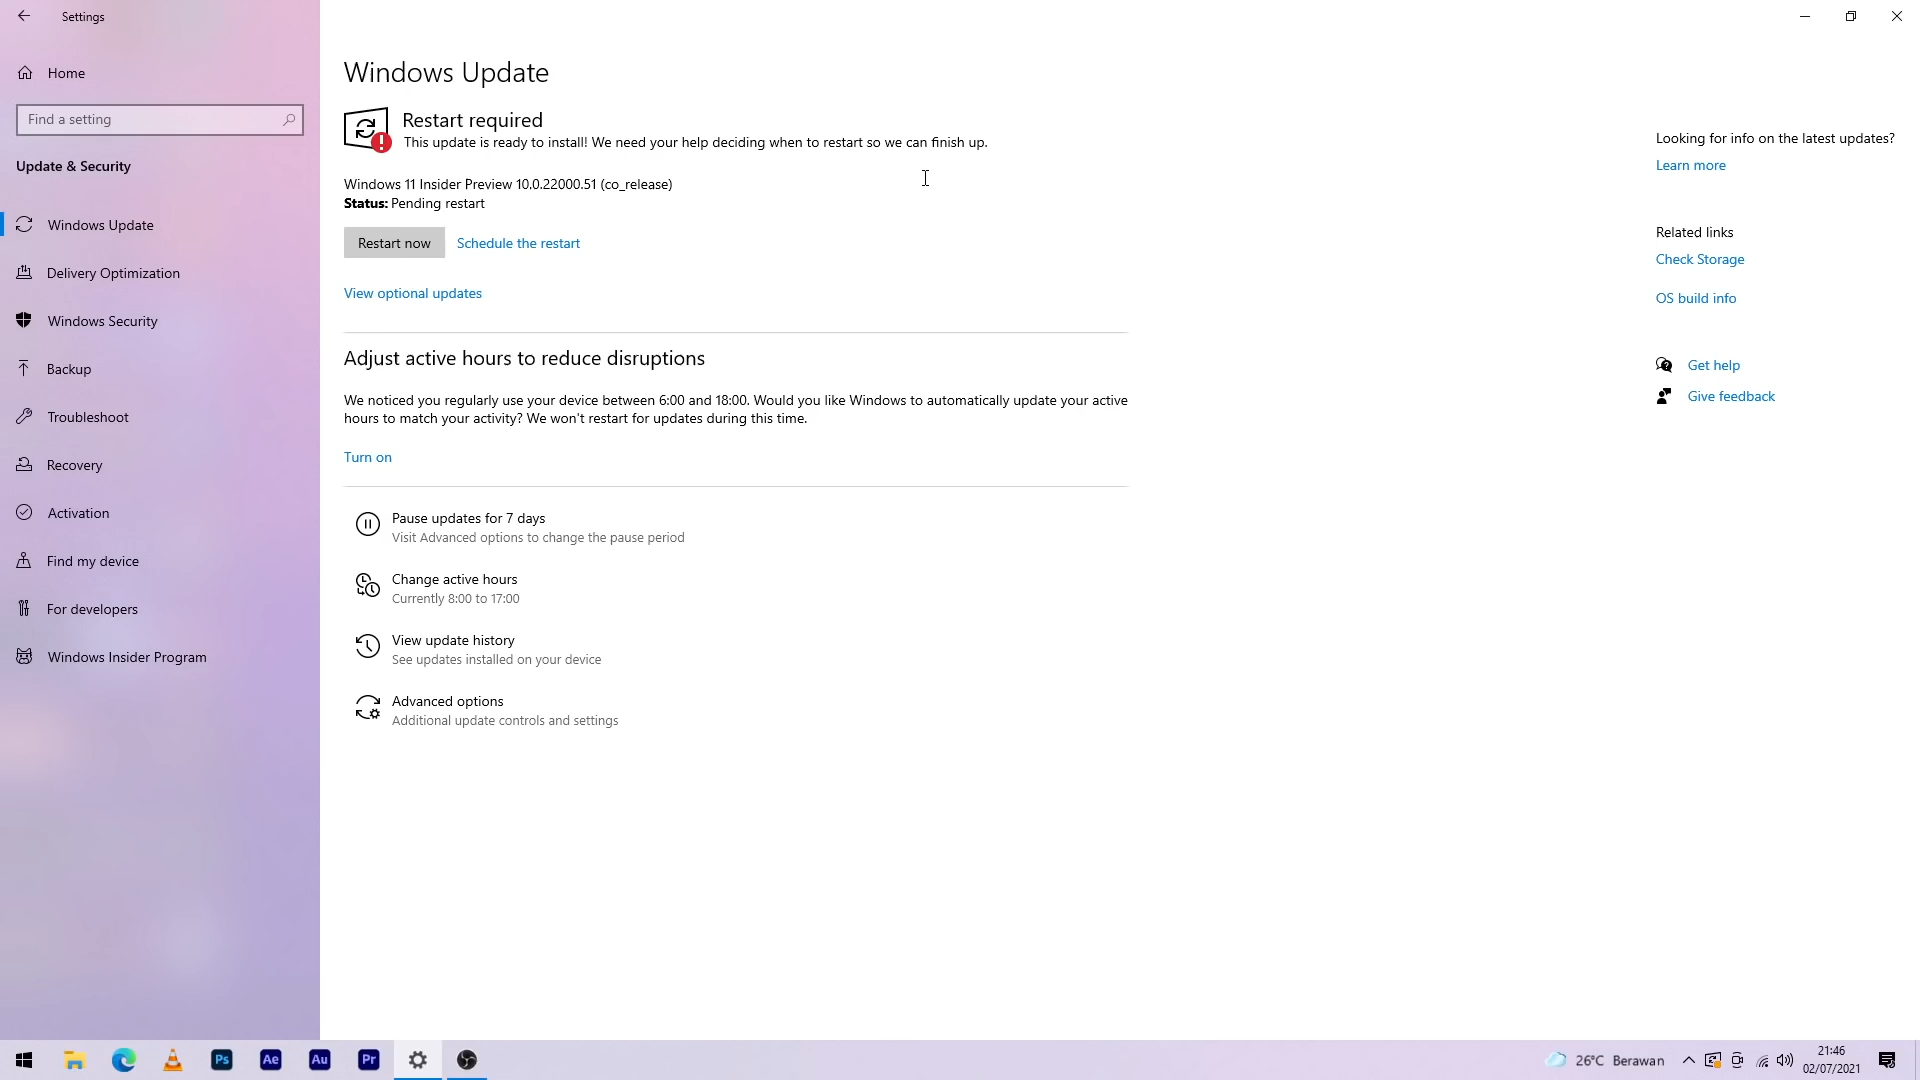 Settings
Home
Find a setting
Update & Security
Windows Update
Delivery Optimization
Windows Security
Backup
Troubleshoot
Recovery
Activation
Find my device
For developers
Windows Insider Program
Windows Update
Restart required
This update is ready to install! We need your help deciding when to restart so we can finish up.
Windows 11 Insider Preview 10.0.22000.51 (co_release)
Status: Pending restart
Restart now
Schedule the restart
View optional updates
Adjust active hours to reduce disruptions
We noticed you regularly use your device between 6:00 and 18:00. Would you like Windows to automatically update your active
hours to match your activity? We won't restart for updates during this time.
Turn on
Pause updates for 7 days
Visit Advanced options to change the pause period
Change active hours
Currently 8:00 to 17:00
View update history
See updates installed on your device
Advanced options
Additional update controls and settings
Looking for info on the latest updates?
Learn more
Related links
Check Storage
OS build info
Get help
Give feedback
Ps
Ae
Au
Pr
26°C Berawan
21:46
02/07/2021